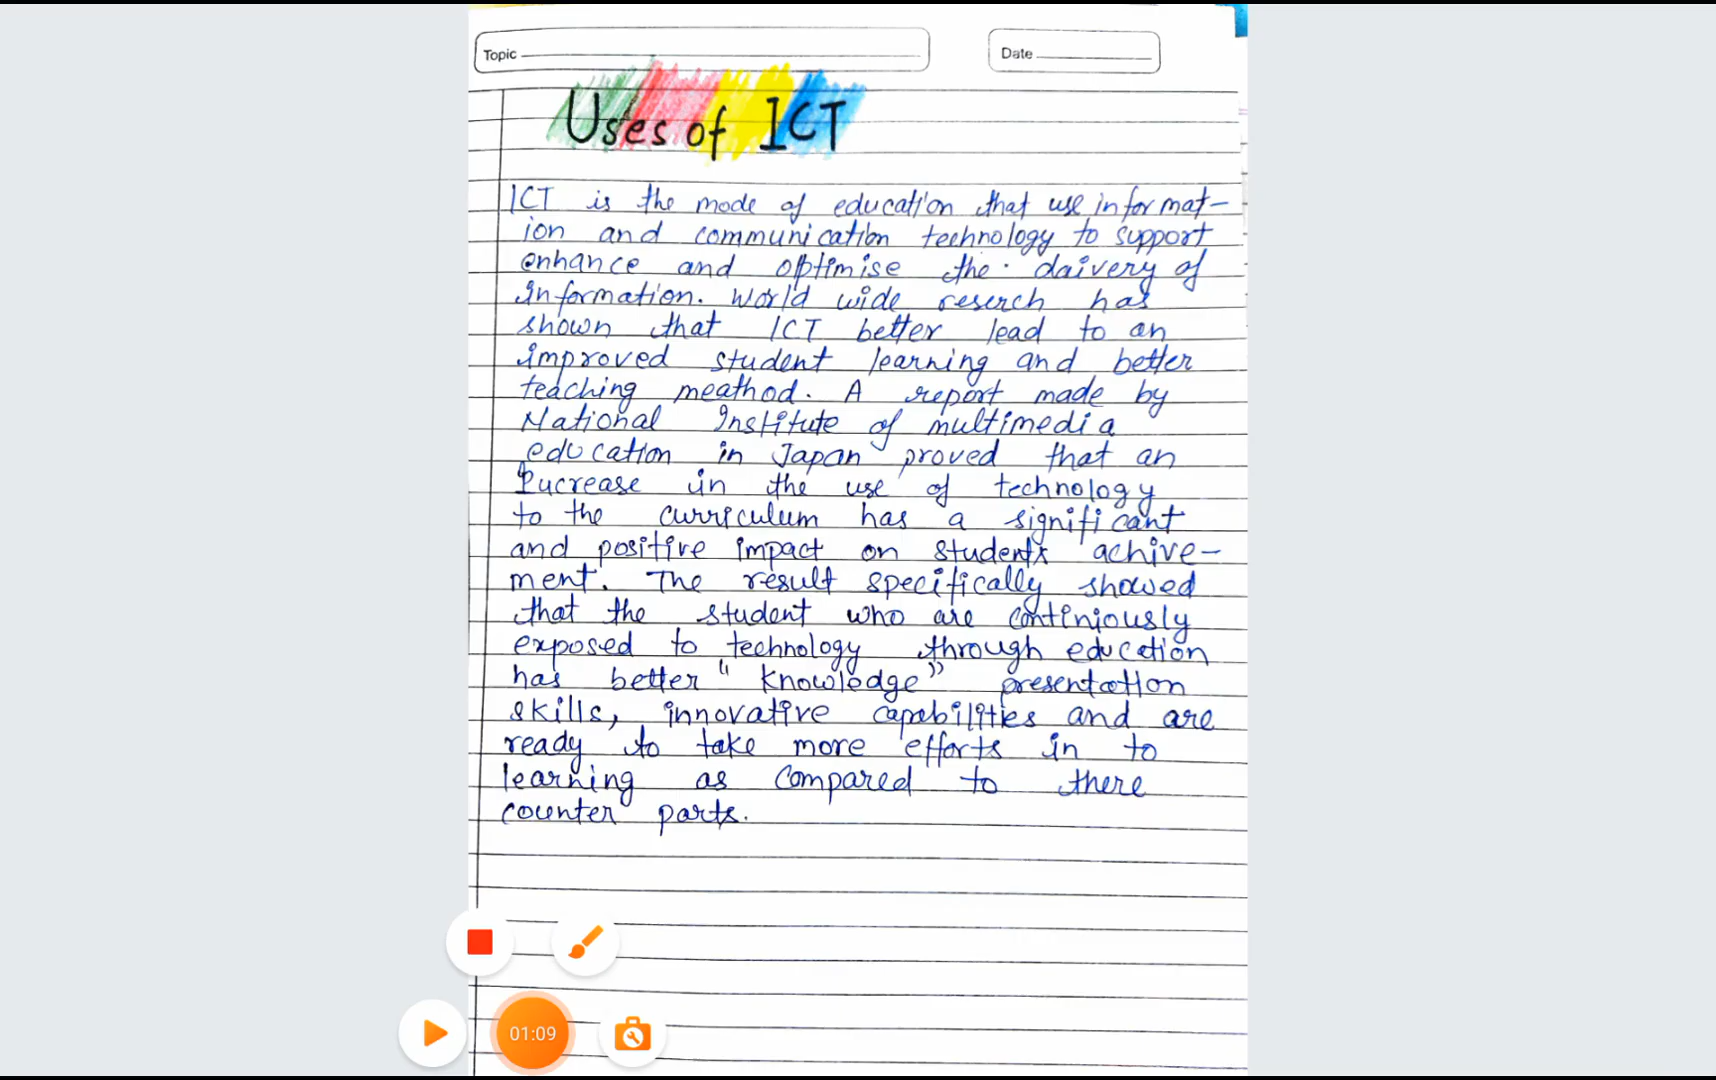 Topic
Date
Uses of ICT
ICT is the mode of education that use informat-
ion and communication technology to support
enhance and optimise the daivery of
Information. World wide reserch has
shown that ICT better lead to an
improved student learning and better
teaching meathod. A report made by
National Institute of multimedia
education in Japan proved that an
Iucrease in the use of technology
to the curriculum has a significant
and positive impact on students achive-
ment. The result specifically showed
that the student who are continiously
exposed to technology through education
has better "knowledge" presentation
skills, innovative capabilities and are
ready to take more efforts in to
learning as compared to there
counter parts.
01:09